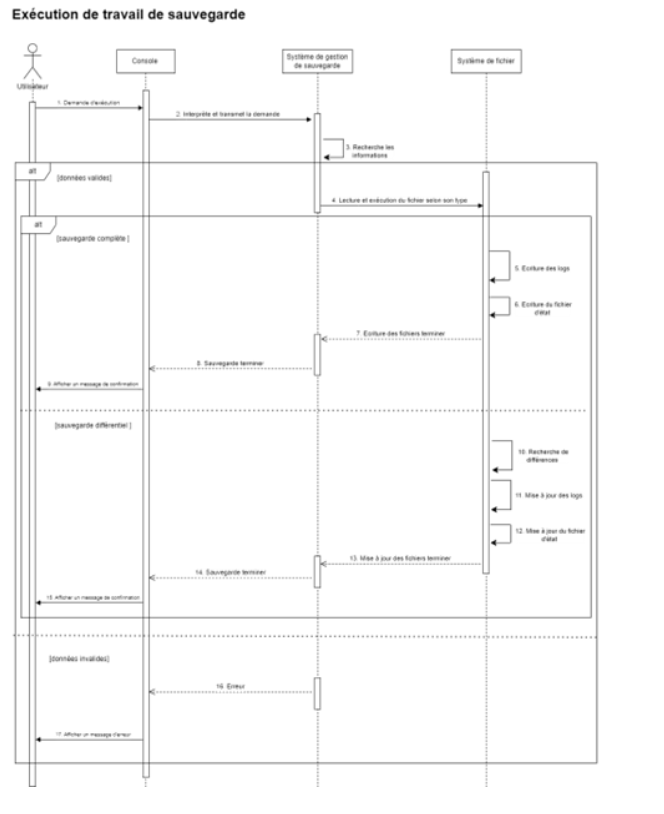 Exécution de travail de sauvegarde
Utilisateur
Console
Système de gestion
de sauvegarde
Système de fichier
1. Demande d'exécution
2. Interprète et transmet la demande
3. Recherche les
informations
alt
[données valides]
4. Lecture et exécution du fichier selon son type
alt
[sauvegarde complète ]
5. Ecriture des logs
6. Ecriture du fichier
d'état
7. Ecriture des fichiers terminer
8. Sauvegarde terminer
9. Afficher un message de confirmation
[sauvegarde différentiel ]
10. Recherche de
différences
11. Mise à jour des logs
12. Mise à jour du fichier
d'état
13. Mise à jour des fichiers terminer
14. Sauvegarde terminer
15. Afficher un message de confirmation
[données invalides]
16. Erreur
17. Afficher un message d'erreur